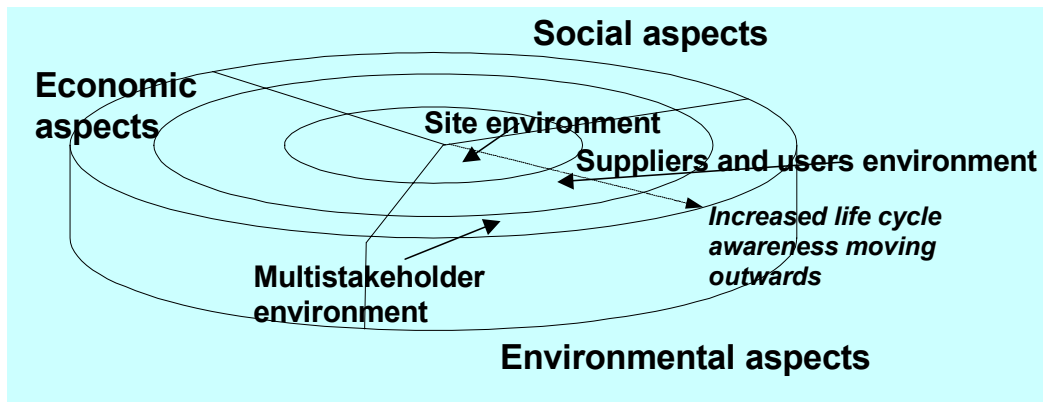 Social aspects
Economic
aspects
Site environment
Suppliers and users environment
Increased life cycle
awareness moving
outwards
Multistakeholder
environment
Environmental aspects